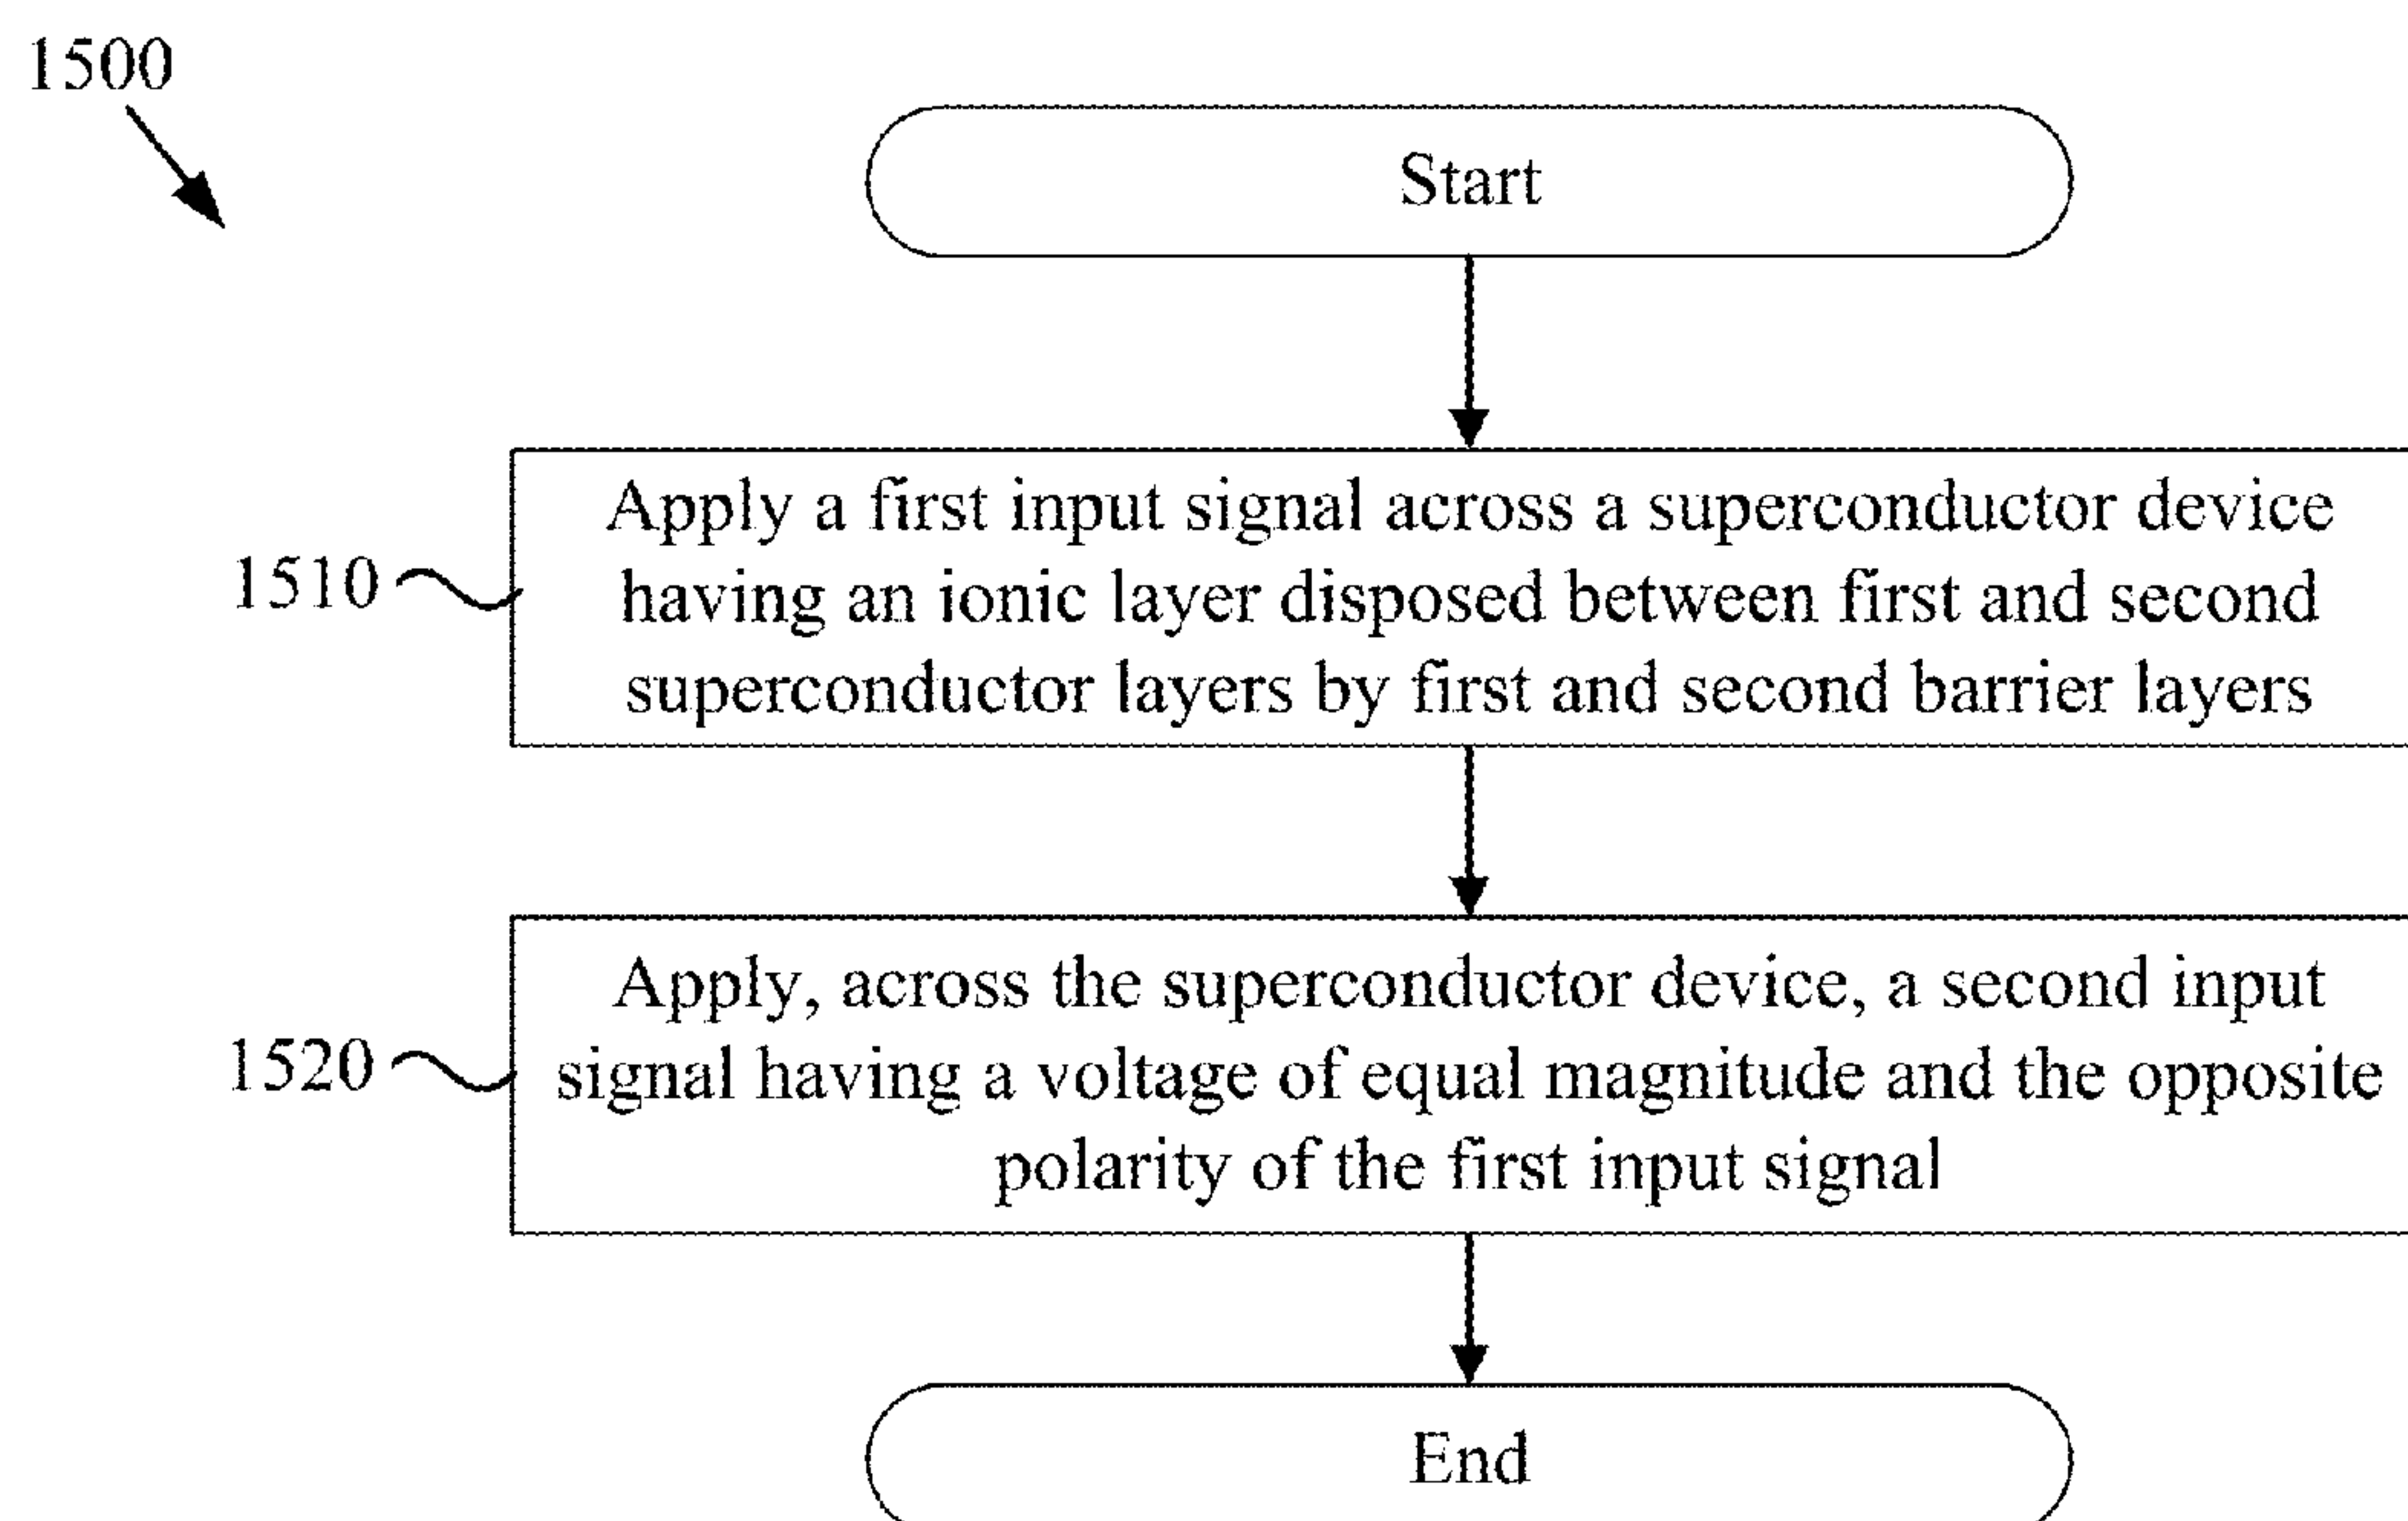 1500
Start
1510
Apply a first input signal across a superconductor device
having an ionic layer disposed between first and second
superconductor layers by first and second barrier layers
1520
Apply, across the superconductor device, a second input
signal having a voltage of equal magnitude and the opposite
polarity of the first input signal
End